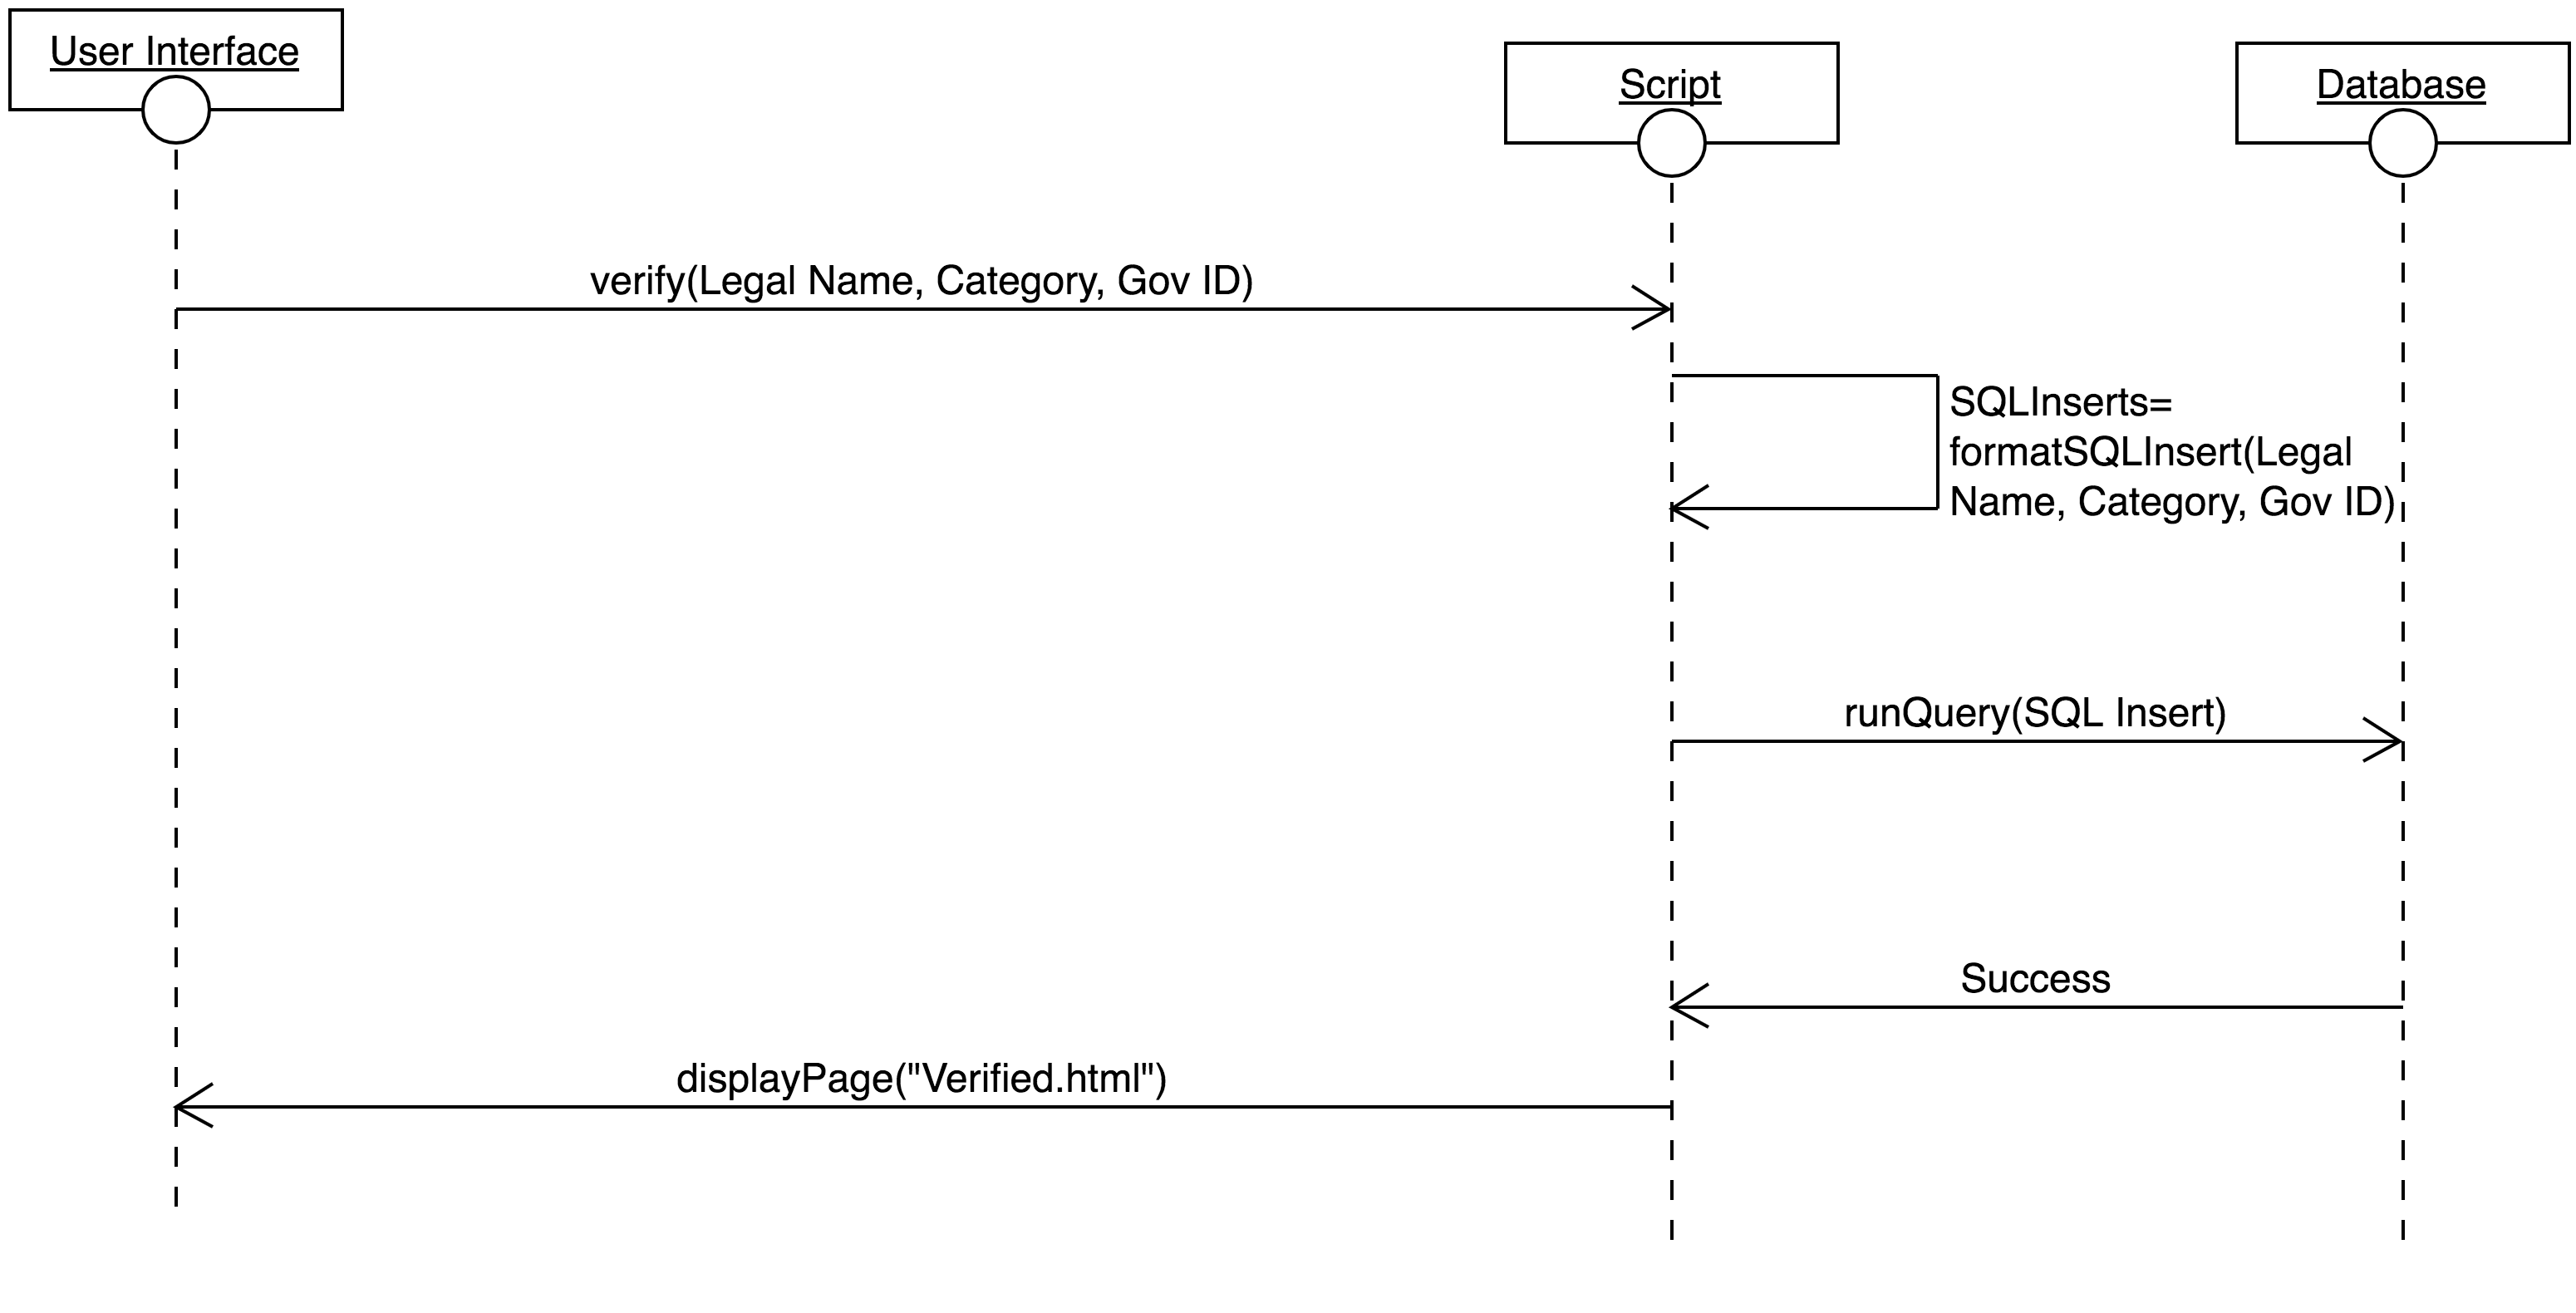 User Interface
Script
Database
verify(Legal Name, Category, Gov ID)
SQLInserts=
formatSQLInsert(Legal
Name, Category, Gov ID)
runQuery(SQL Insert)
Success
displayPage("Verified.html")